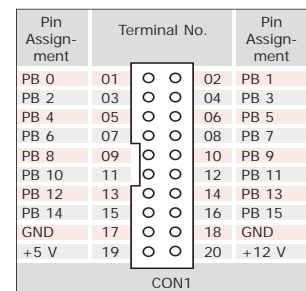 Pin Assign- ment Terminal No. Pin Assign- ment
PB 0 01 02 PB 1
PB 2 03 04 PB 3
PB 4 05 06 PB 5
PB 6 07 08 PB 7
PB 8 09 10 PB 9
PB 10 11 12 PB 11
PB 12 13 14 PB 13
PB 14 15 16 PB 15
GND 17 18 GND
+5 V 19 20 +12 V
CON1